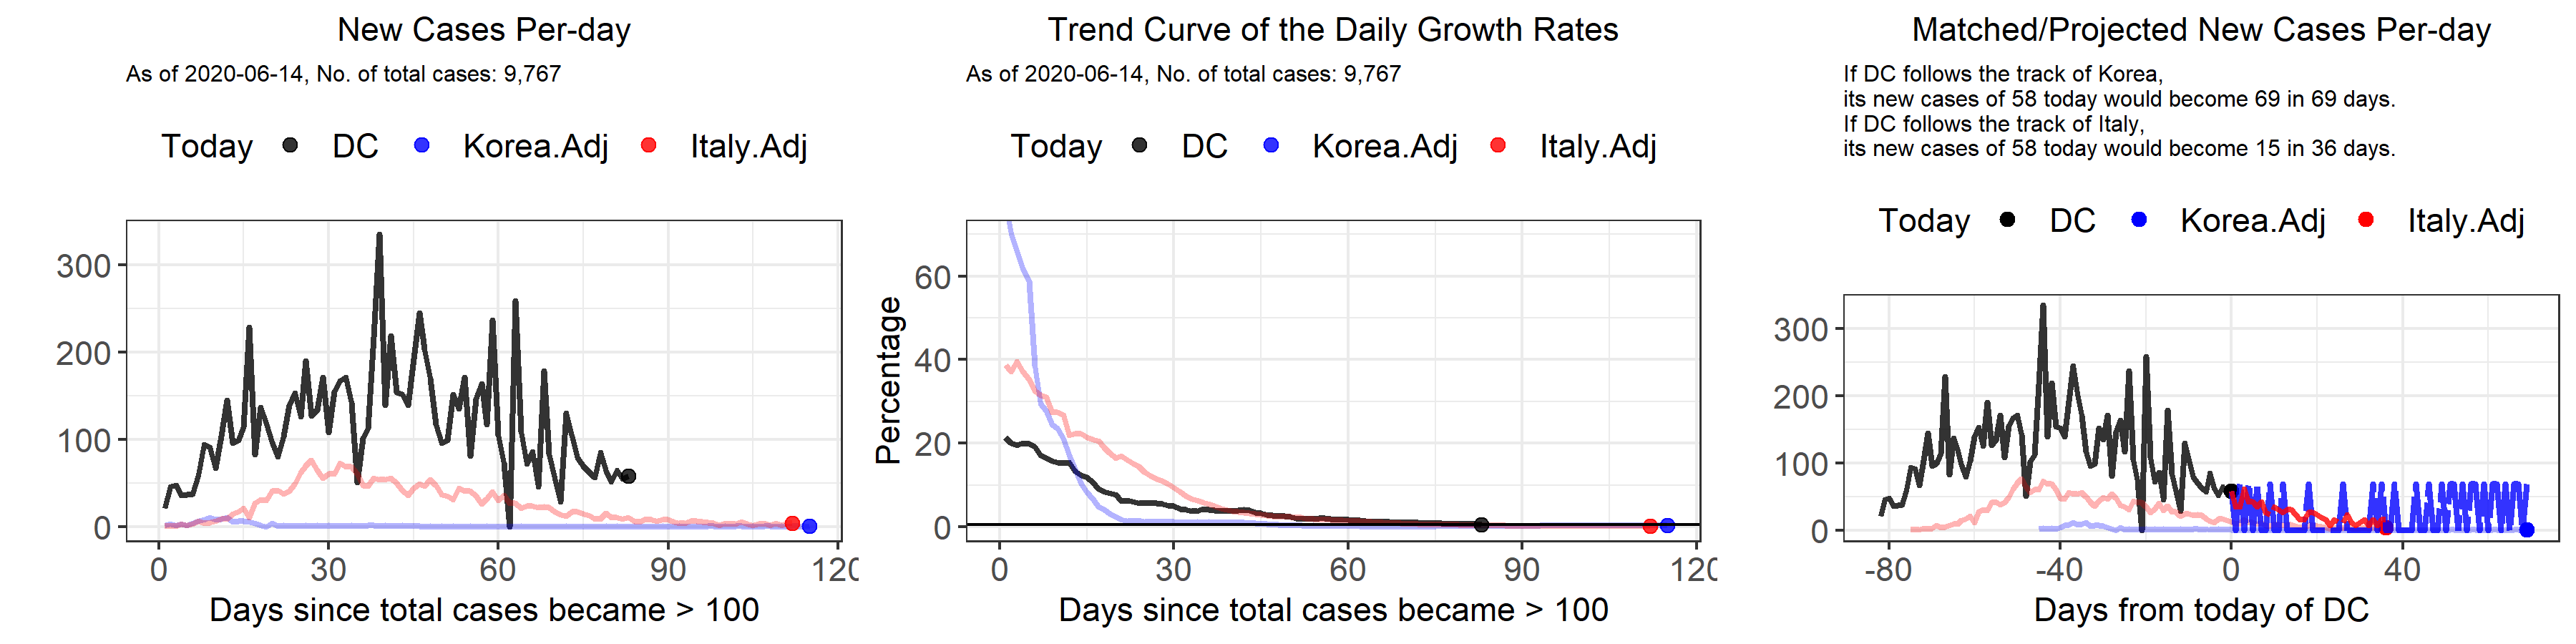 New Cases Per-day
As of 2020-06-14, No. of total cases: 9,767
Today DC Korea.Adj Italy.Adj
300
200
100
0
0 30 60 90 120
Days since total cases became > 100
Trend Curve of the Daily Growth Rates
As of 2020-06-14, No. of total cases: 9,767
Today DC Korea.Adj Italy.Adj
Percentage
60
40
20
0
0 30 60 90 120
Days since total cases became > 100
Matched/Projected New Cases Per-day
If DC follows the track of Korea,
its new cases of 58 today would become 69 in 69 days.
If DC follows the track of Italy,
its new cases of 58 today would become 15 in 36 days.
Today DC Korea.Adj Italy.Adj
300
200
100
0
-80 -40 0 40
Days from today of DC